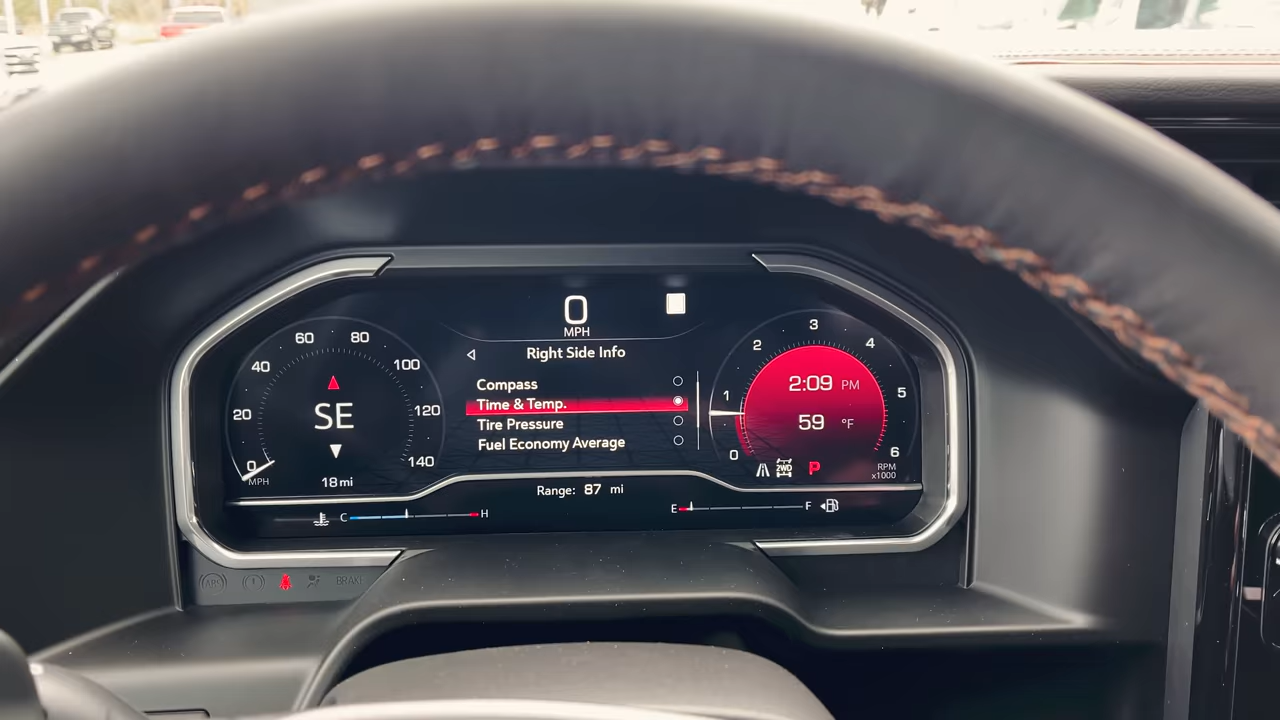 0
MPH
Right Side Info
Compass
Time & Temp.
Tire Pressure
Fuel Economy Average
0
20
40
60
80
100
120
140
MPH
SE
18 mi
0
1
2
3
4
5
6
RPM
x1000
2:09 PM
59 °F
2WD
P
Range: 87 mi
C H
E F
ABS
BRAKE